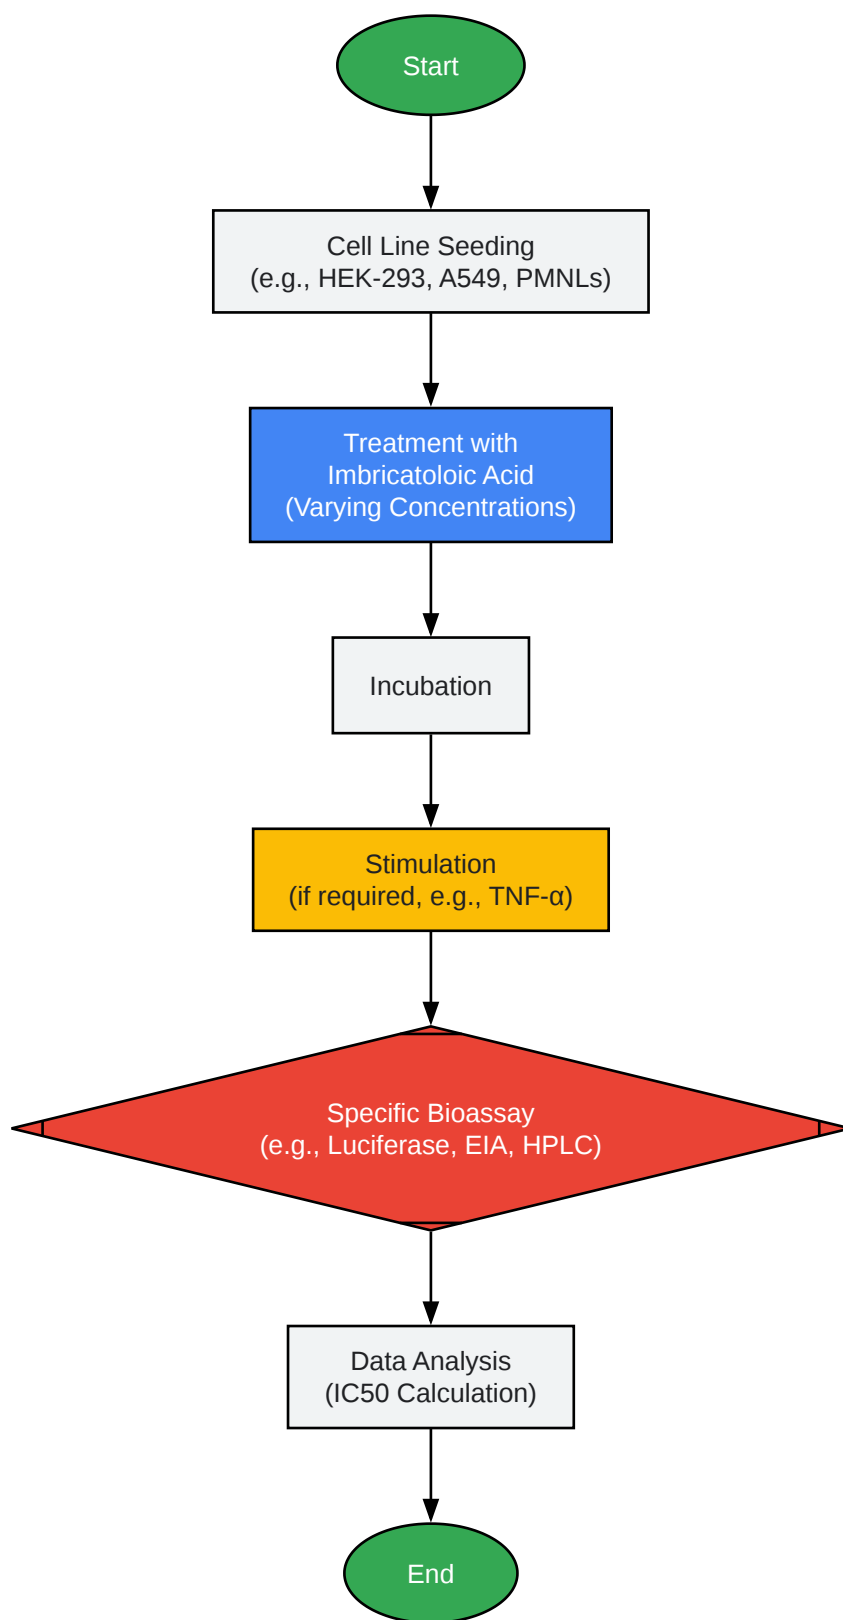 Start
Cell Line Seeding
(e.g., HEK-293, A549, PMNLs)
Treatment with
Imbricatoloic Acid
(Varying Concentrations)
Incubation
Stimulation
(if required, e.g., TNF-α)
Specific Bioassay
(e.g., Luciferase, EIA, HPLC)
Data Analysis
(IC50 Calculation)
End